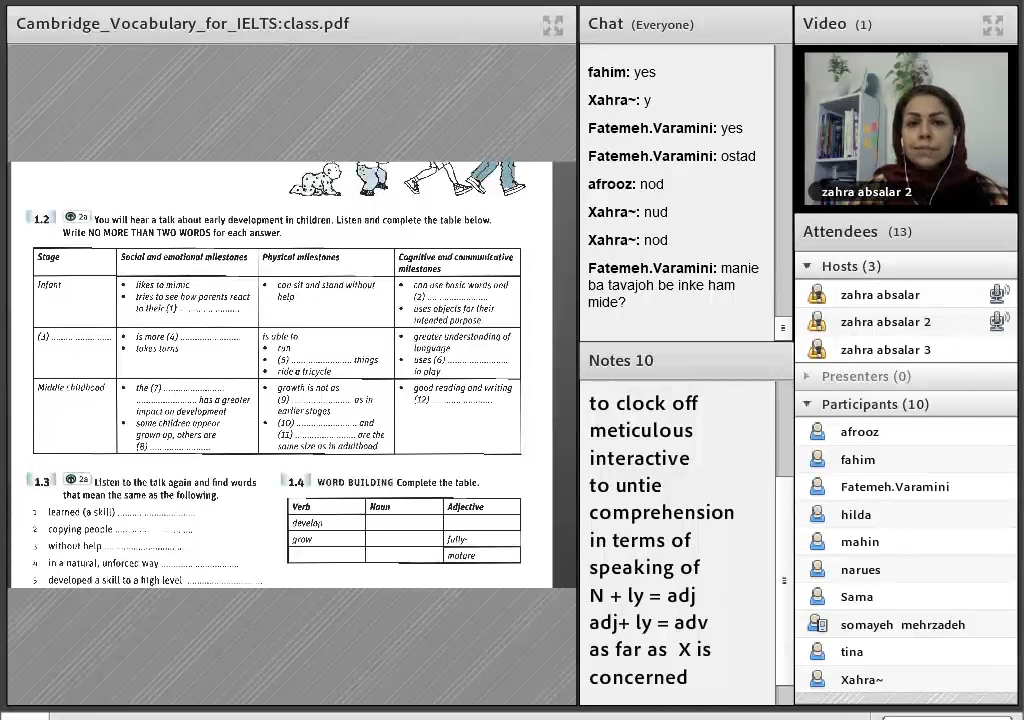 Cambridge_Vocabulary_for_IELTS:class.pdf
1.2 2a You will hear a talk about early development in children. Listen and complete the table below.
Write NO MORE THAN TWO WORDS for each answer.
Stage
Social and emotional milestones
Physical milestones
Cognitive and communicative
milestones
Infant
• likes to mimic
• tries to see how parents react
to their (1) ....................
• can sit and stand without
help
• can use basic words and
(2) ....................
• uses objects for their
intended purpose
(3) ....................
• is more (4) ....................
• takes turns
is able to
• run
• (5) .................... things
• ride a tricycle
• greater understanding of
language
• uses (6) ....................
in play
Middle childhood
• the (7) ....................
.................... has a greater
impact on development
• some children appear
grown up, others are
(8) ....................
• growth is not as
(9) .................... as in
earlier stages
• (10) .................... and
(11) .................... are the
same size as in adulthood
• good reading and writing
(12) ....................
1.3 2a Listen to the talk again and find words
that mean the same as the following.
1 learned (a skill) ....................
2 copying people ....................
3 without help ....................
4 in a natural, unforced way ....................
5 developed a skill to a high level ....................
1.4 WORD BUILDING Complete the table.
Verb Noun Adjective
develop
grow fully-
mature
Chat (Everyone)
fahim: yes
Xahra~: y
Fatemeh.Varamini: yes
Fatemeh.Varamini: ostad
afrooz: nod
Xahra~: nud
Xahra~: nod
Fatemeh.Varamini: manie
ba tavajoh be inke ham
mide?
Notes 10
to clock off
meticulous
interactive
to untie
comprehension
in terms of
speaking of
N + ly = adj
adj+ ly = adv
as far as X is
concerned
Video (1)
zahra absalar 2
Attendees (13)
Hosts (3)
zahra absalar
zahra absalar 2
zahra absalar 3
Presenters (0)
Participants (10)
afrooz
fahim
Fatemeh.Varamini
hilda
mahin
narues
Sama
somayeh mehrzadeh
tina
Xahra~